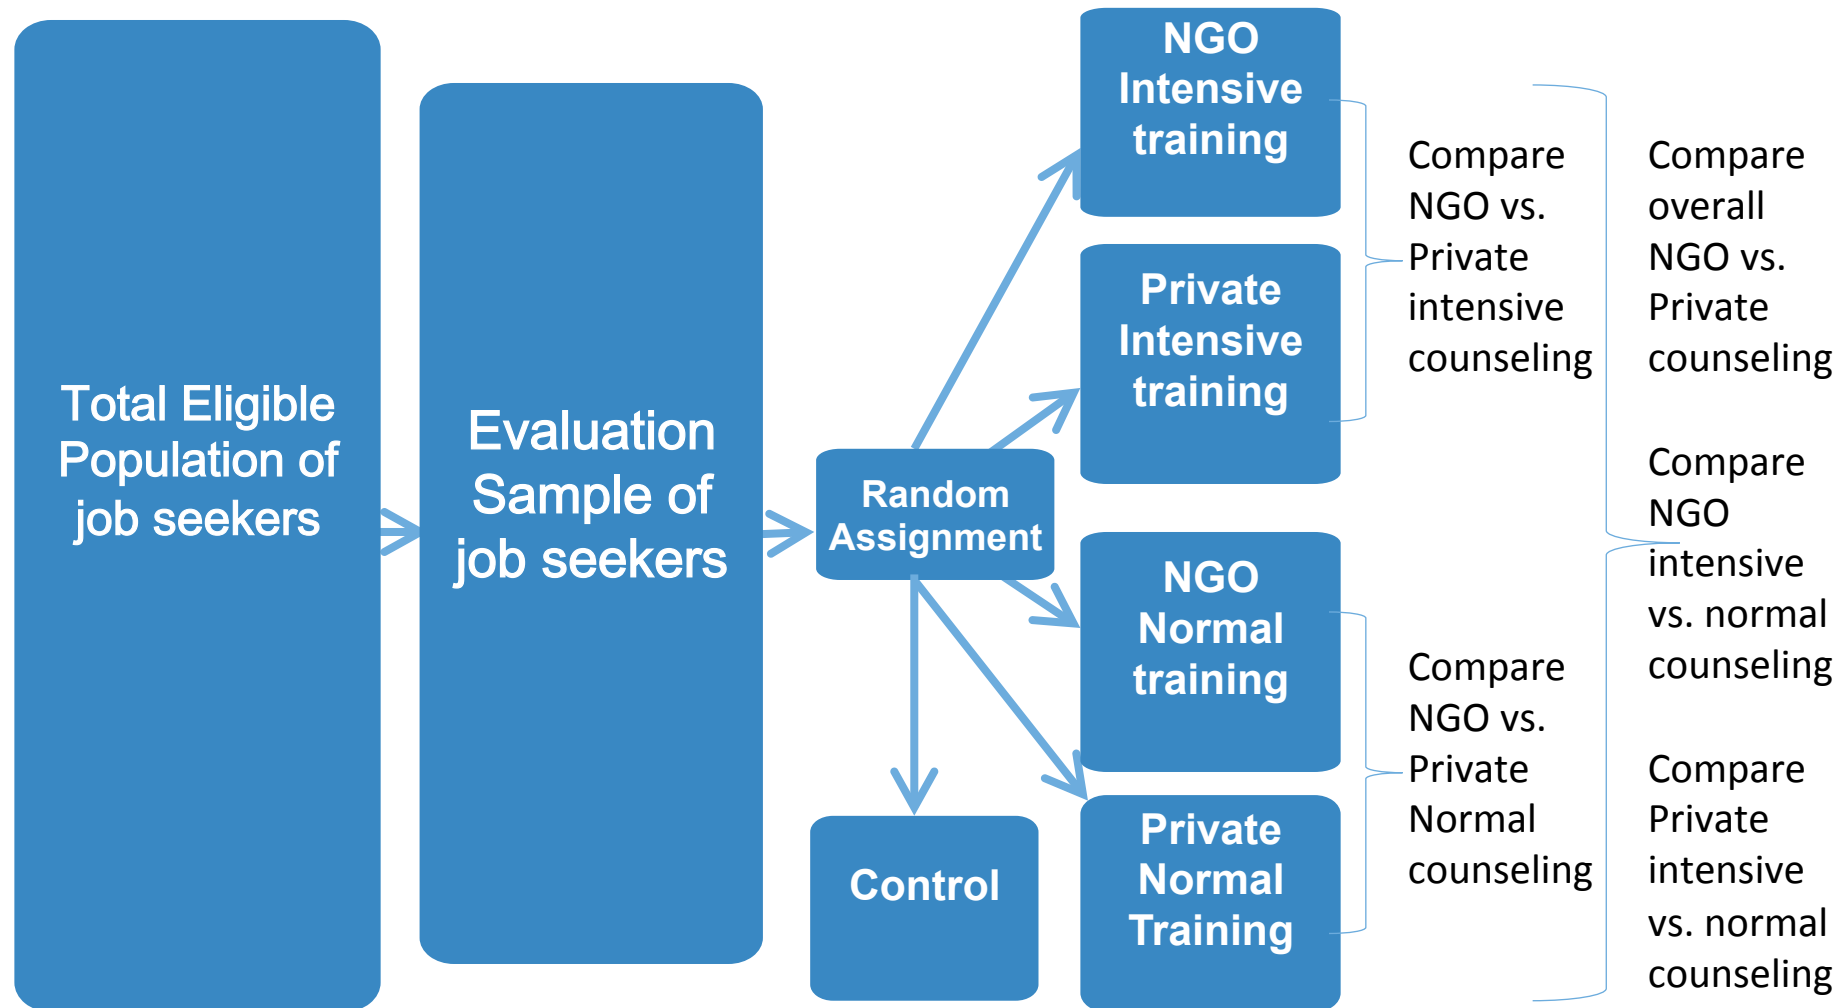 Total Eligible
Population of
job seekers
Evaluation
Sample of
job seekers
Random
Assignment
Control
NGO
Intensive
training
Private
Intensive
training
NGO
Normal
training
Private
Normal
Training
Compare
NGO vs.
Private
intensive
counseling
Compare
NGO vs.
Private
Normal
counseling
Compare
overall
NGO vs.
Private
counseling
Compare
NGO
intensive
vs. normal
counseling
Compare
Private
intensive
vs. normal
counseling